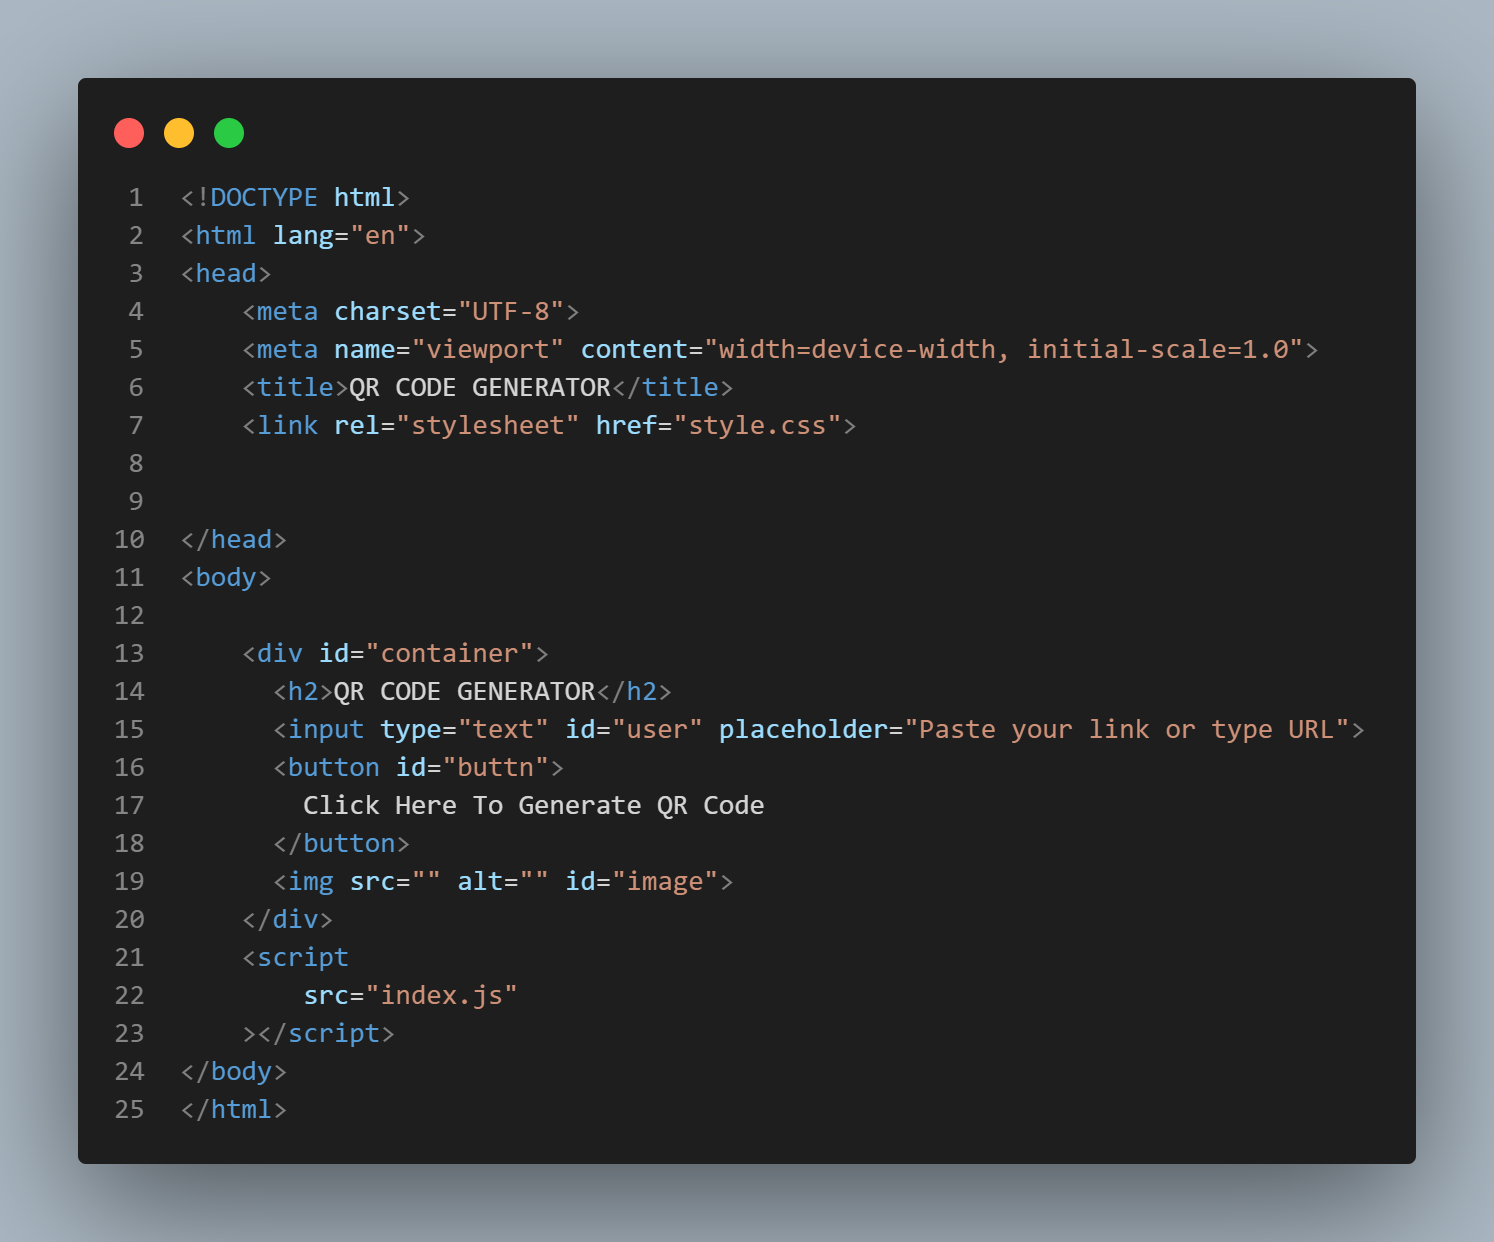 1 <!DOCTYPE html>
2 <html lang="en">
3 <head>
4     <meta charset="UTF-8">
5     <meta name="viewport" content="width=device-width, initial-scale=1.0">
6     <title>QR CODE GENERATOR</title>
7     <link rel="stylesheet" href="style.css">
8
9
10 </head>
11 <body>
12
13     <div id="container">
14       <h2>QR CODE GENERATOR</h2>
15       <input type="text" id="user" placeholder="Paste your link or type URL">
16       <button id="buttn">
17         Click Here To Generate QR Code
18       </button>
19       <img src="" alt="" id="image">
20     </div>
21     <script
22         src="index.js"
23     ></script>
24 </body>
25 </html>